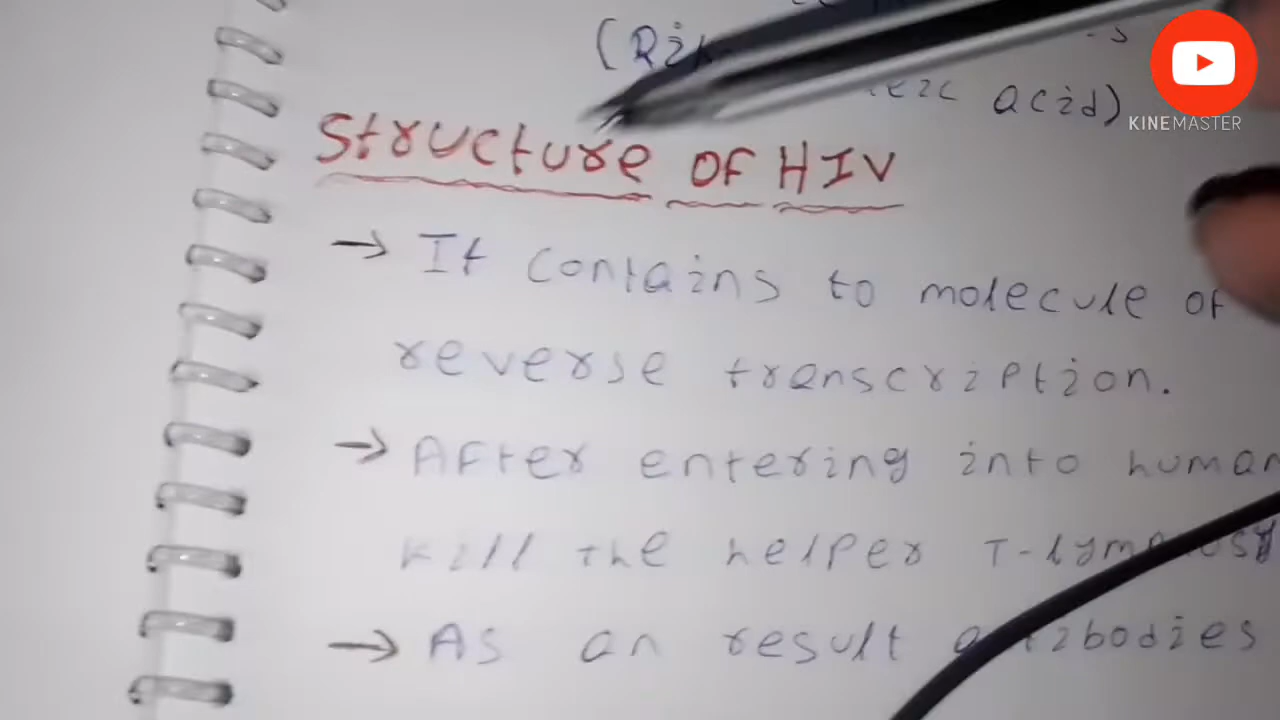 acid)
KINEMASTER
Structure of HIV
→ It contains to molecule of
reverse transcription.
→ After entering into human
kill the helper
→ As an result antibodies